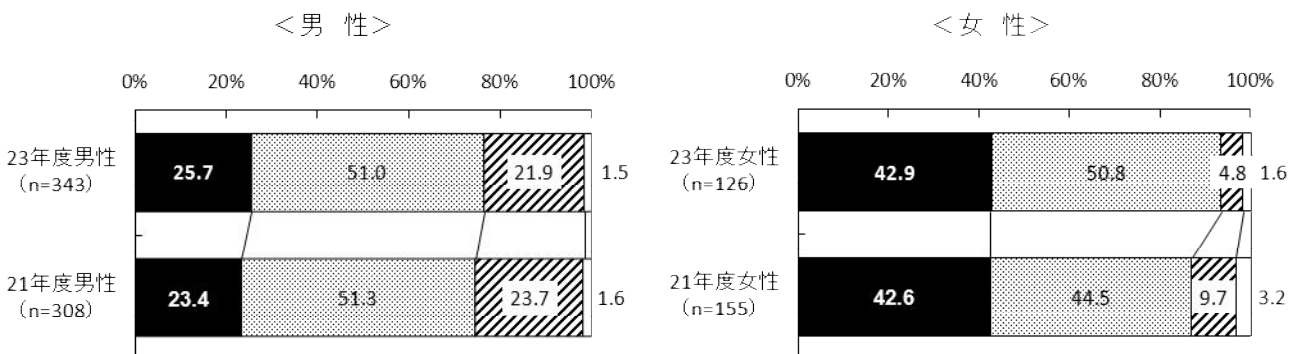 ＜男 性＞
0% 20% 40% 60% 80% 100%
23年度男性
（n=343）
25.7 51.0 21.9 1.5
21年度男性
（n=308）
23.4 51.3 23.7 1.6
＜女 性＞
0% 20% 40% 60% 80% 100%
23年度女性
（n=126）
42.9 50.8 4.8 1.6
21年度女性
（n=155）
42.6 44.5 9.7 3.2